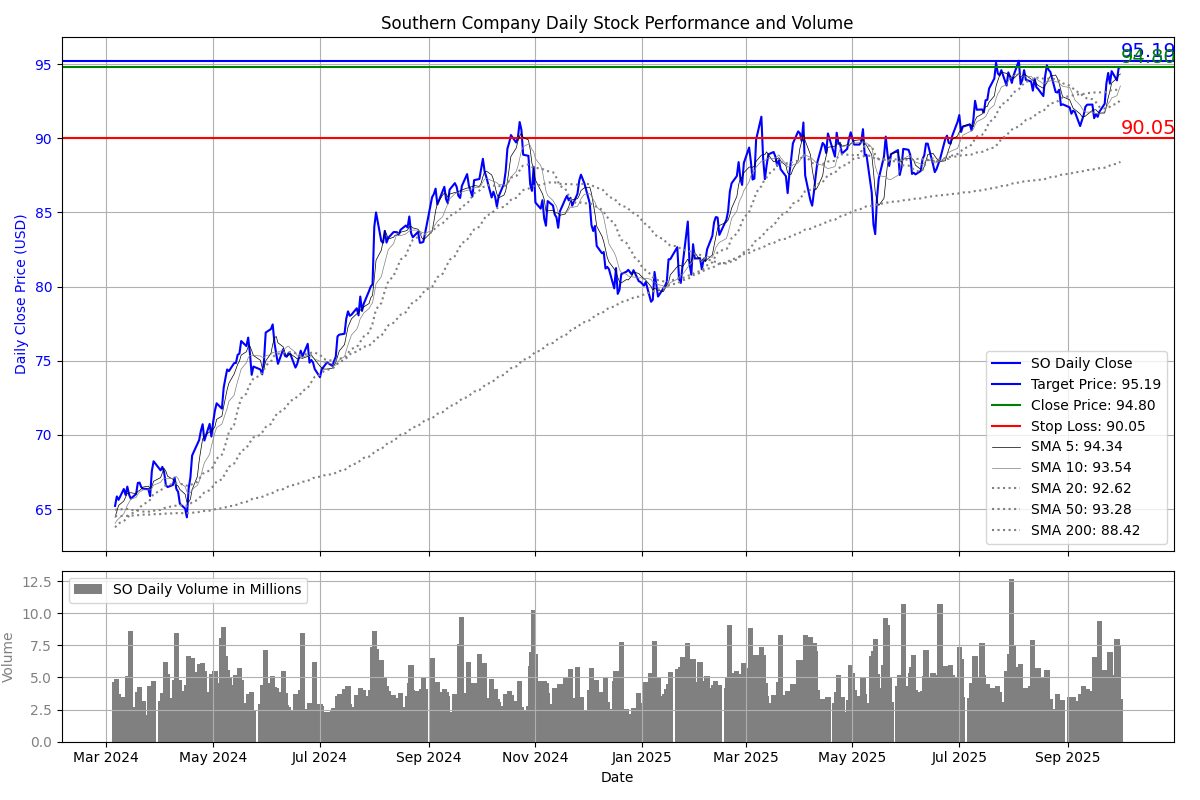 Southern Company Daily Stock Performance and Volume
95.19
94.80
90.05
95
90
85
80
75
70
65
Daily Close Price (USD)
SO Daily Close
Target Price: 95.19
Close Price: 94.80
Stop Loss: 90.05
SMA 5: 94.34
SMA 10: 93.54
SMA 20: 92.62
SMA 50: 93.28
SMA 200: 88.42
SO Daily Volume in Millions
12.5
10.0
7.5
5.0
2.5
0.0
Volume
Mar 2024 May 2024 Jul 2024 Sep 2024 Nov 2024 Jan 2025 Mar 2025 May 2025 Jul 2025 Sep 2025
Date